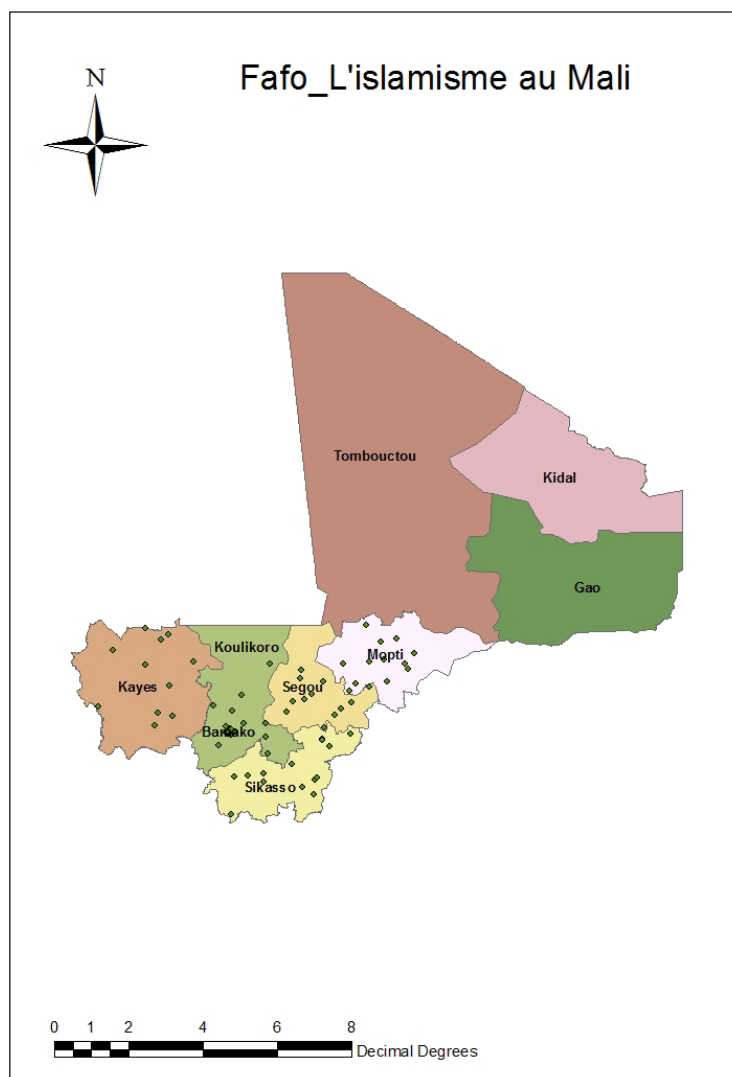 Fafo_L'islamisme au Mali
N
Tombouctou
Kidal
Gao
Koulikoro
Mopti
Kayes
Segou
Bamako
Sikasso
0 1 2 4 6 8
Decimal Degrees